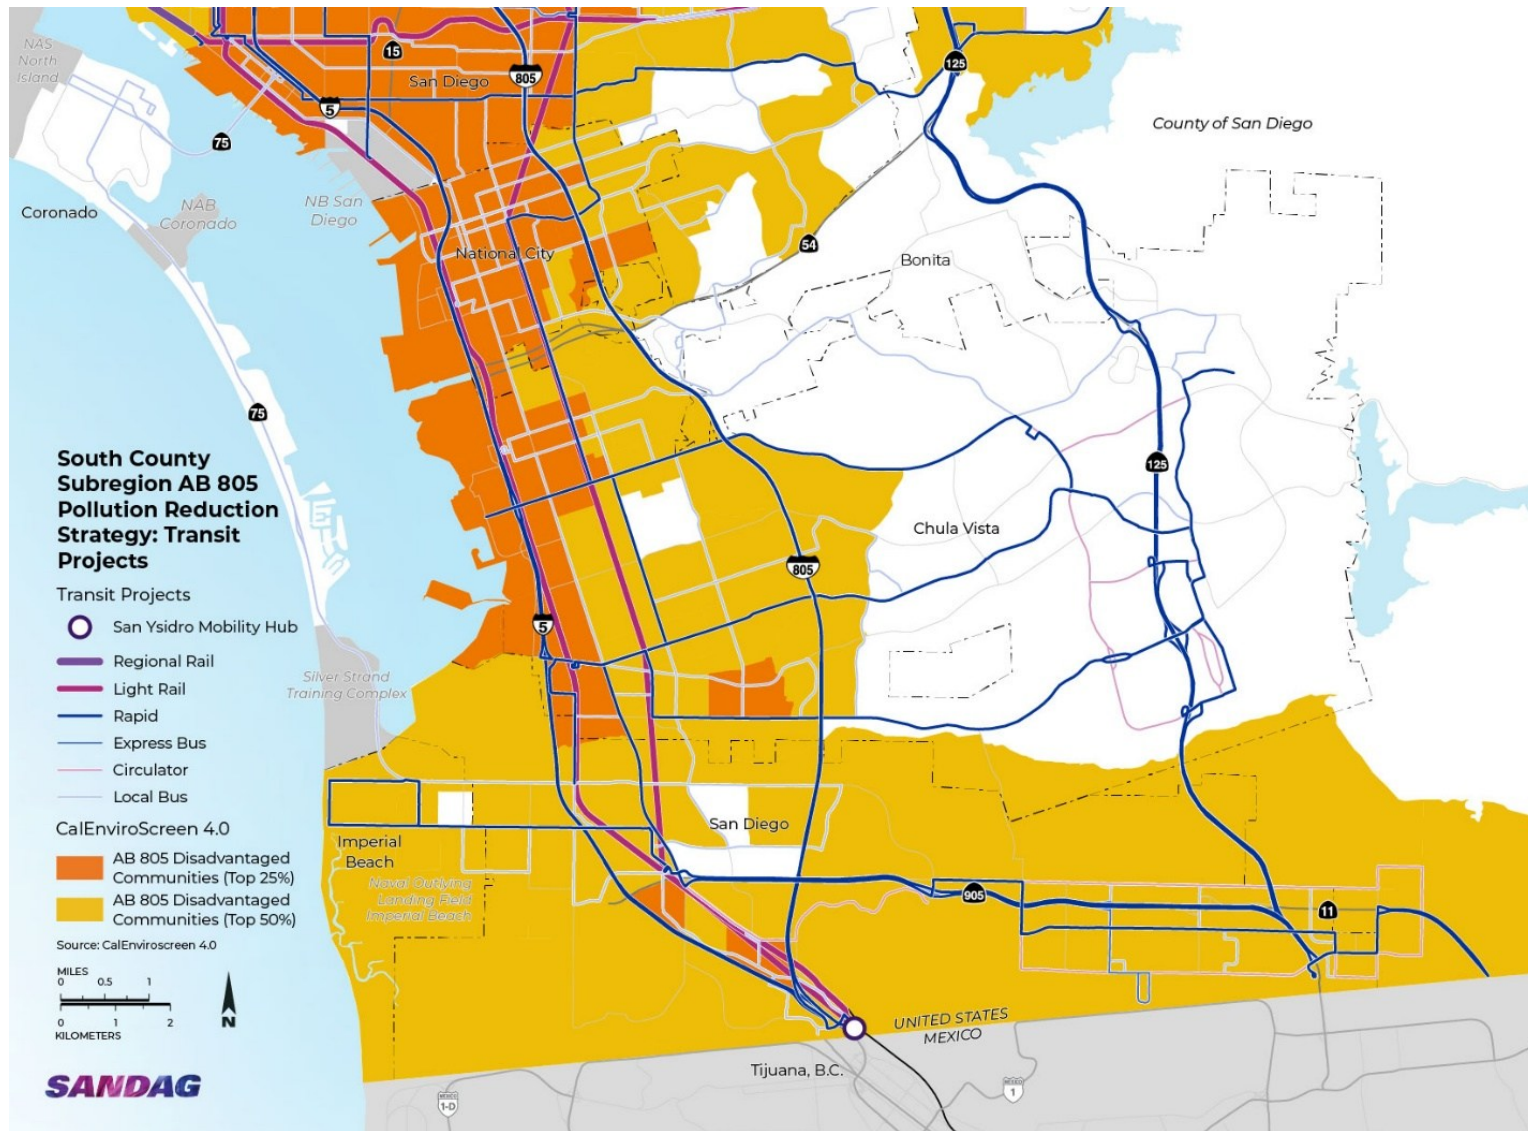 NAS
North
Island
15
San Diego
805
125
5
75
County of San Diego
Coronado
NAB
Coronado
NB San
Diego
National City
54
Bonita
75
South County
Subregion AB 805
Pollution Reduction
Strategy: Transit
Projects
Transit Projects
San Ysidro Mobility Hub
Regional Rail
Light Rail
Rapid
Express Bus
Circulator
Local Bus
CalEnviroScreen 4.0
AB 805 Disadvantaged
Communities (Top 25%)
AB 805 Disadvantaged
Communities (Top 50%)
Source: CalEnviroscreen 4.0
MILES
0 0.5 1
0 1 2
KILOMETERS
N
SANDAG
125
Chula Vista
805
5
Silver Strand
Training Complex
San Diego
Imperial
Beach
Naval Outlying
Landing Field
Imperial Beach
905
11
UNITED STATES
MEXICO
Tijuana, B.C.
MEXICO
1-D
MEXICO
1